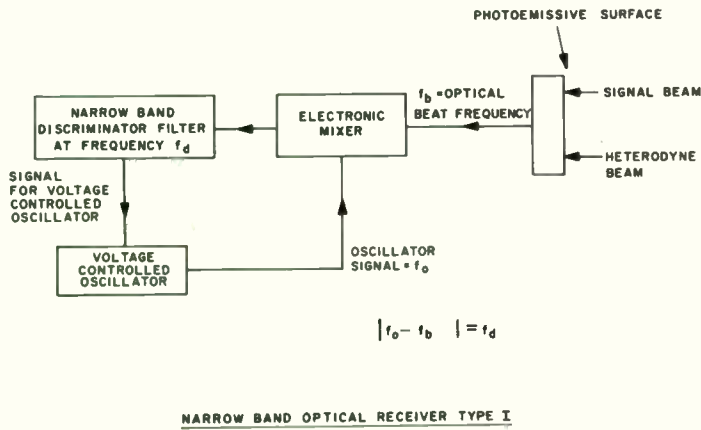 PHOTOEMISSIVE SURFACE
NARROW BAND
DISCRIMINATOR FILTER
AT FREQUENCY fd
ELECTRONIC
MIXER
fb = OPTICAL
BEAT FREQUENCY
SIGNAL BEAM
HETERODYNE
BEAM
SIGNAL
FOR VOLTAGE
CONTROLLED
OSCILLATOR
VOLTAGE
CONTROLLED
OSCILLATOR
OSCILLATOR
SIGNAL = fo
|fo - fb| = fd
NARROW BAND OPTICAL RECEIVER TYPE I